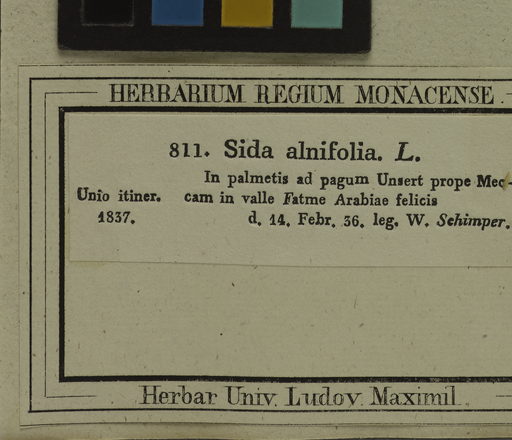 HERBARIUM REGIUM MONACENSE.
811. Sida alnifolia. L.
In palmetis ad pagum Unsert prope Mec-
Unio itiner. cam in valle Fatme Arabiae felicis
1837. d. 14. Febr. 36. leg. W. Schimper.
Herbar Univ. Ludov. Maximil.